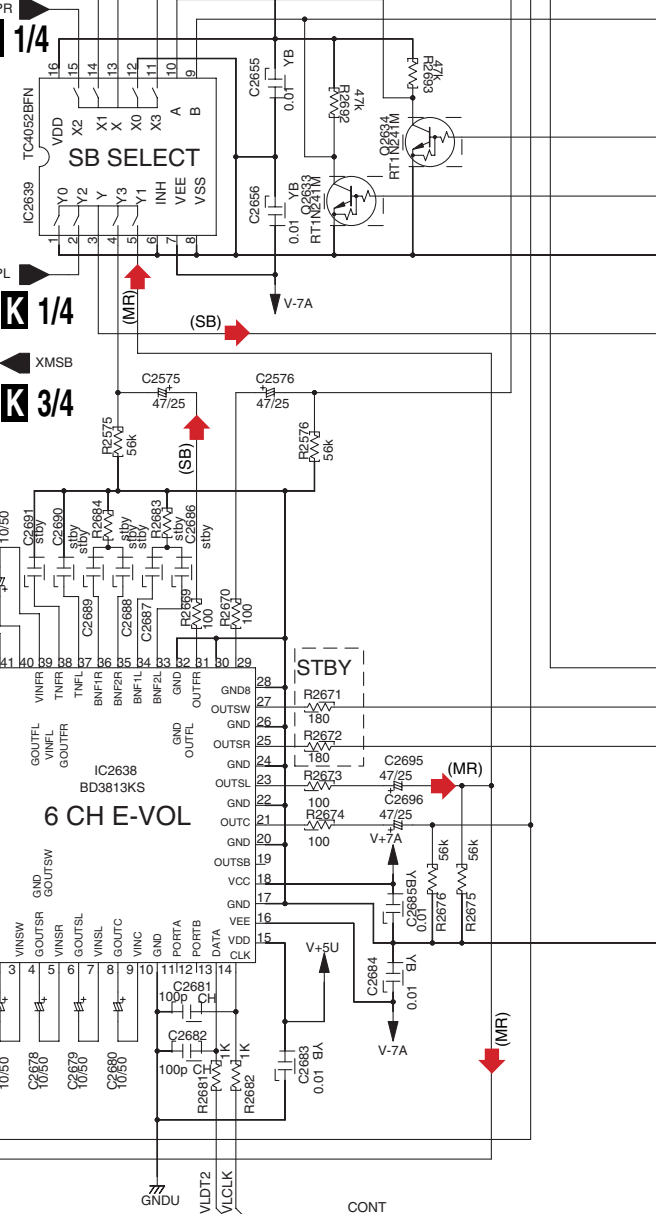 PR
1/4
16
15
14
13
12
11
10
9
TC4052BFN
IC2639
VDD
X2
X1
X
X0
X3
A
B
SB SELECT
Y0
Y2
Y
Y3
Y1
INH
VEE
VSS
1
2
3
4
5
6
7
8
C2655
YB
0.01
C2656
YB
0.01
R2692
47k
R2693
47k
Q2633
RT1N241M
Q2634
RT1N241M
PL
K 1/4
(MR)
V-7A
(SB)
XMSB
K 3/4
C2575
47/25
C2576
47/25
R2575
56k
(SB)
R2576
56k
10/50
C2691
stby
C2690
stby
stby
R2684
stby
stby
R2683
stby
C2686
stby
C2689
C2688
C2687
R2669
100
R2670
100
41
40
39
38
37
36
35
34
33
32
31
30
29
VINFR
TNFR
TNFL
BNF1R
BNF2R
BNF1L
BNF2L
GND
OUTFR
GOUTFL
VINFL
GOUTFR
GND
OUTFL
STBY
GND8
28
OUTSW
27
R2671
180
GND
26
OUTSR
25
R2672
180
GND
24
OUTSL
23
R2673
100
C2695
47/25
(MR)
GND
22
OUTC
21
R2674
100
C2696
47/25
GND
20
OUTSB
19
VCC
18
GND
17
VEE
16
VDD
15
CLK
IC2638
BD3813KS
6 CH E-VOL
V+7A
YB
C2685
0.01
R2676
56k
R2675
56k
C2684
YB
0.01
V-7A
V+5U
GND
GOUTSW
VINSW
GOUTSR
VINSR
GOUTSL
VINSL
GOUTC
VINC
GND
PORTA
PORTB
DATA
3
4
5
6
7
8
9
10
11
12
13
14
C2681
100p CH
C2682
100p CH
10/50
C2678
10/50
C2679
10/50
C2680
10/50
R2681
1K
R2682
1K
C2683
YB
0.01
(MR)
GNDU
VLDT2
VLCLK
CONT